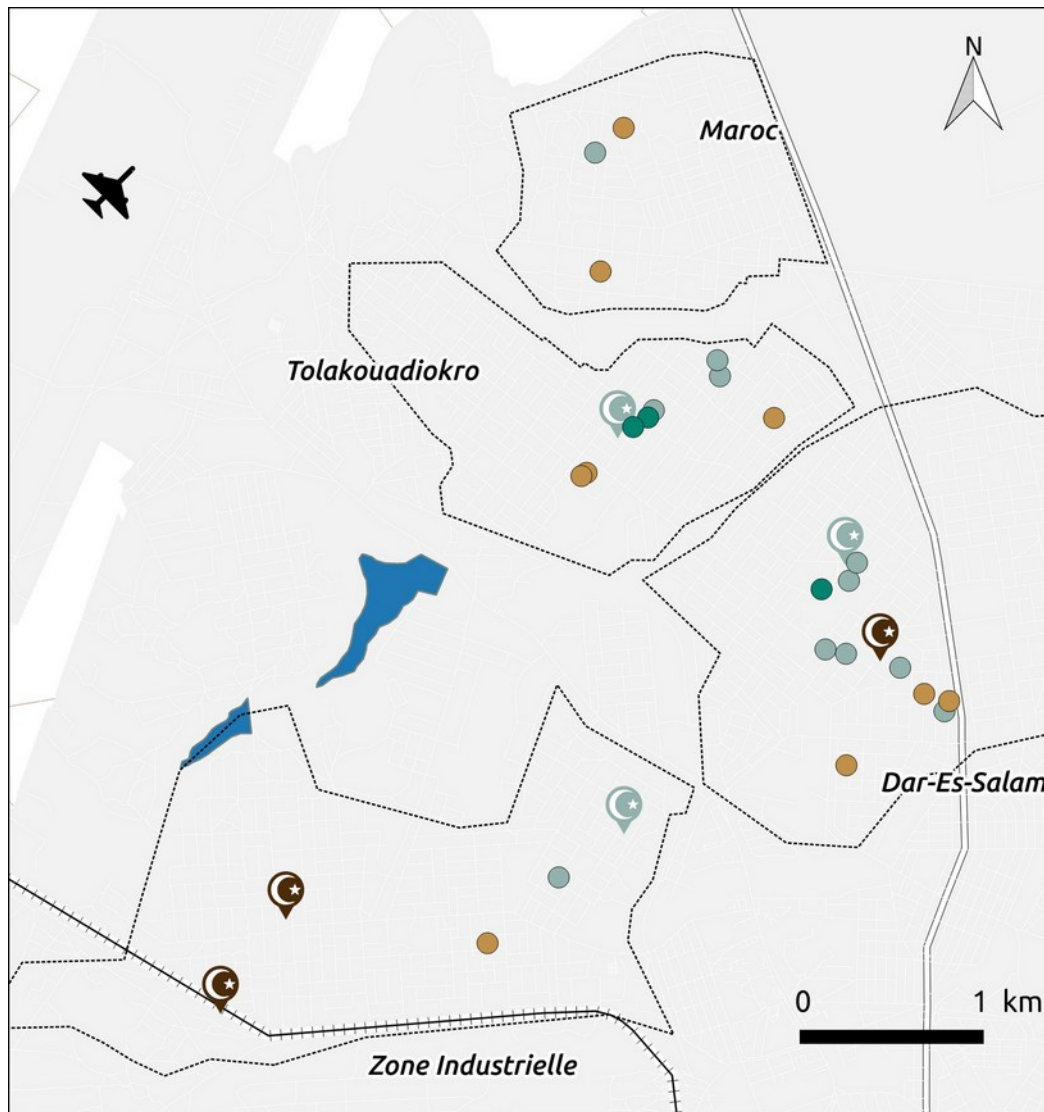 N
Maroc
Tolakouadiokro
Dar-Es-Salam
0 1 km
Zone Industrielle